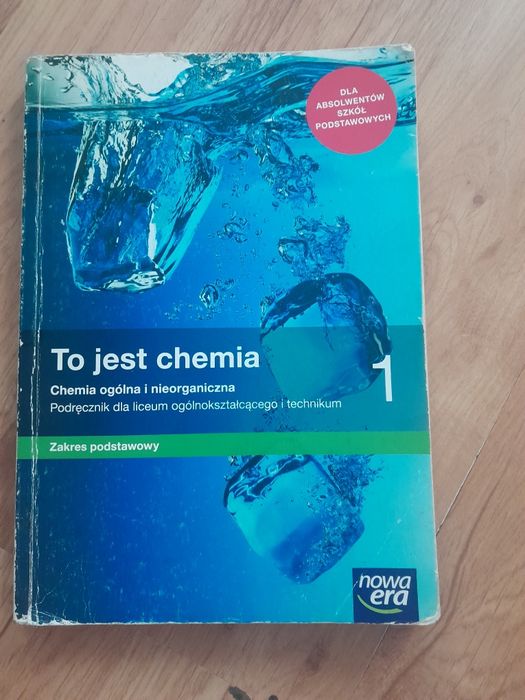 DLA
ABSOLWENTÓW
SZKÓŁ
PODSTAWOWYCH
To jest chemia
1
Chemia ogólna i nieorganiczna
Podręcznik dla liceum ogólnokształcącego i technikum
Zakres podstawowy
nowa
era